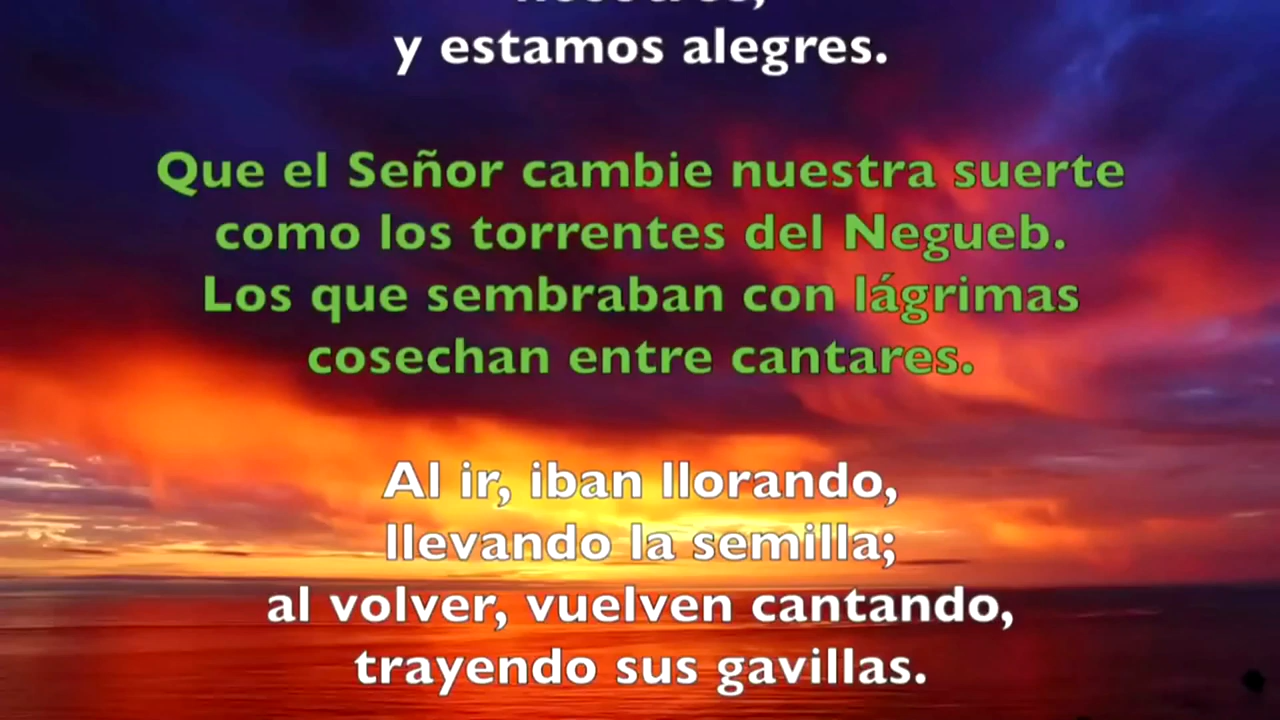 y estamos alegres.
Que el Señor cambie nuestra suerte
como los torrentes del Negueb.
Los que sembraban con lágrimas
cosechan entre cantares.
Al ir, iban llorando,
llevando la semilla;
al volver, vuelven cantando,
trayendo sus gavillas.